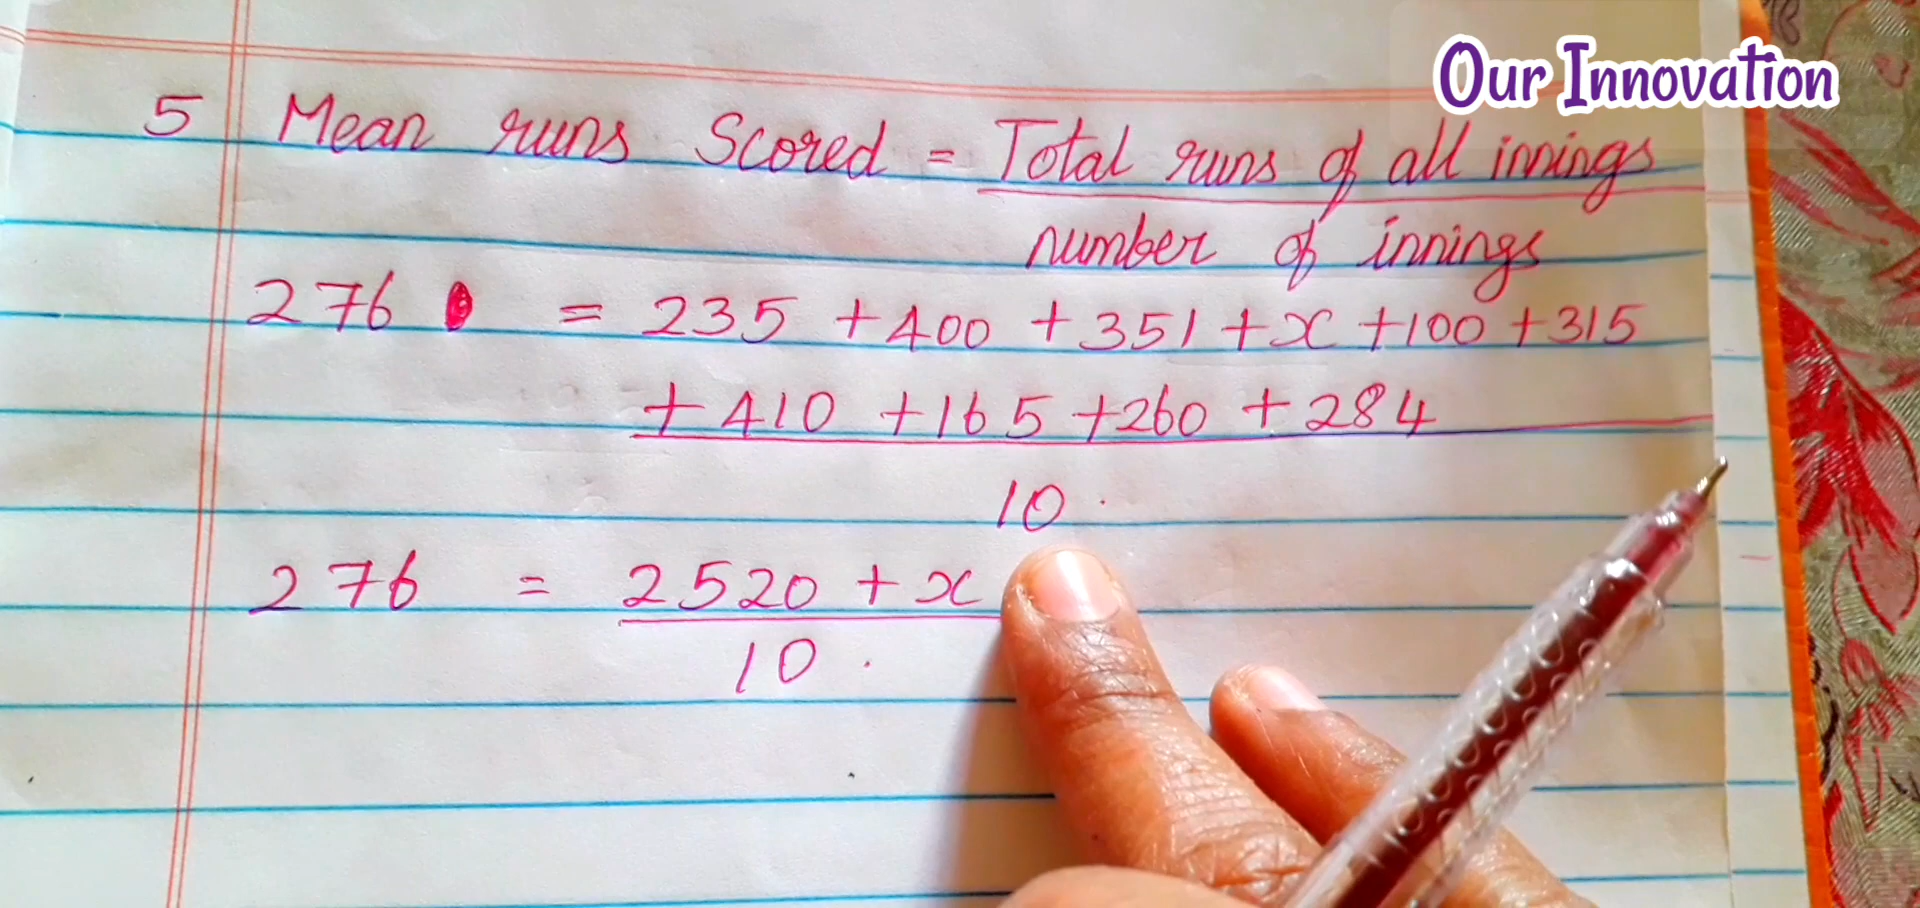 Our Innovation
5 Mean runs Scored = Total runs of all innings
number of innings
276 = 235 + 400 + 351 + x + 100 + 315
+ 410 + 165 + 260 + 284
10
276 = 2520 + x
10